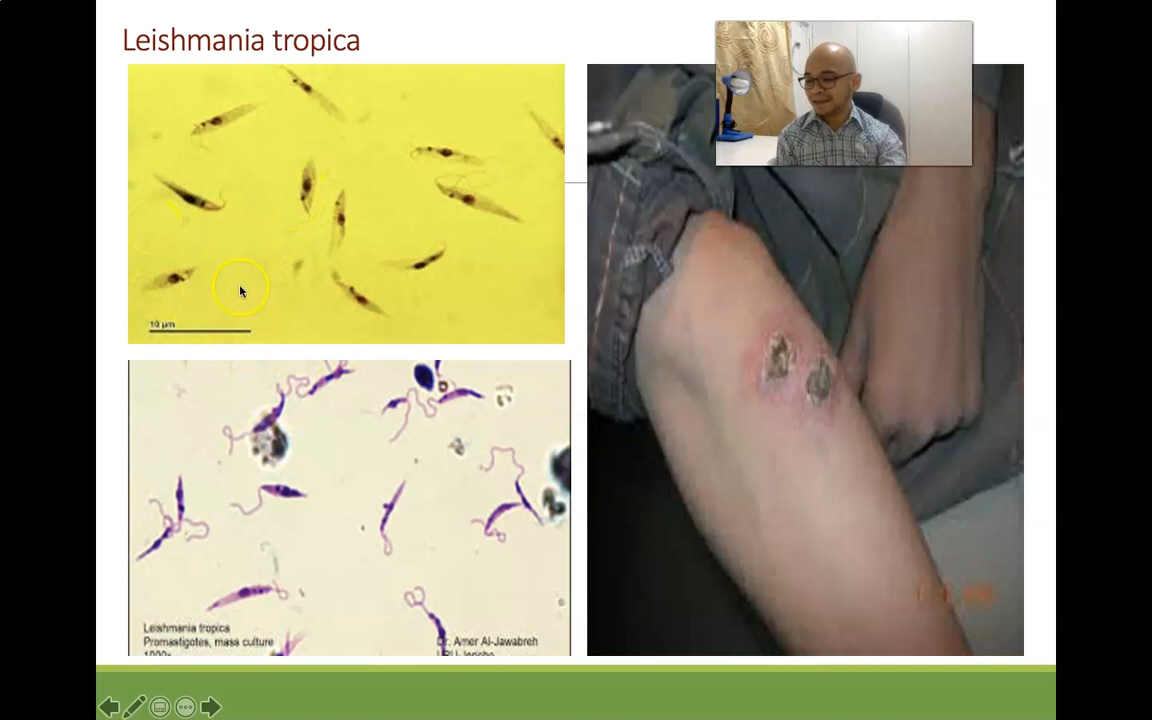 Leishmania tropica
10 µm
Leishmania tropica
Promastigotes, mass culture
1000x
Dr. Amer Al-Jawabreh